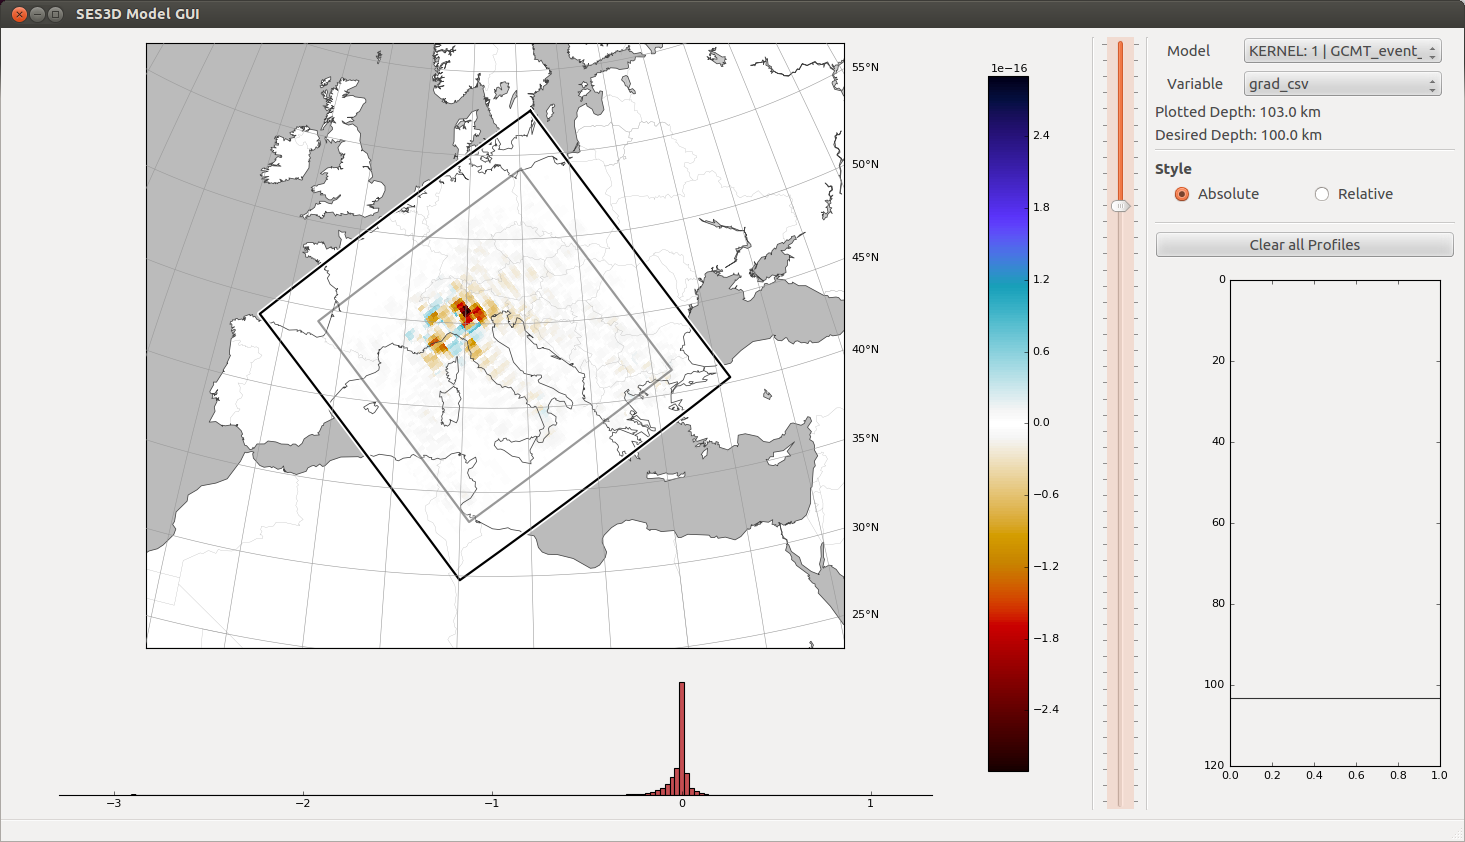 SES3D Model GUI
55°N
50°N
45°N
40°N
35°N
30°N
25°N
1e−16
2.4
1.8
1.2
0.6
0.0
−0.6
−1.2
−1.8
−2.4
−3
−2
−1
0
1
Model
KERNEL: 1 | GCMT_event_
Variable
grad_csv
Plotted Depth: 103.0 km
Desired Depth: 100.0 km
Style
Absolute
Relative
Clear all Profiles
0
20
40
60
80
100
120
0.0 0.2 0.4 0.6 0.8 1.0